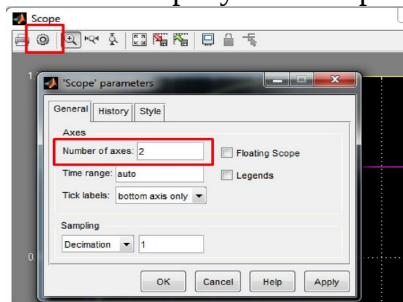 Scope
1
'Scope' parameters
General History Style
Axes
Number of axes: 2
Floating Scope
Time range: auto
Legends
Tick labels: bottom axis only
Sampling
Decimation 1
0
OK Cancel Help Apply